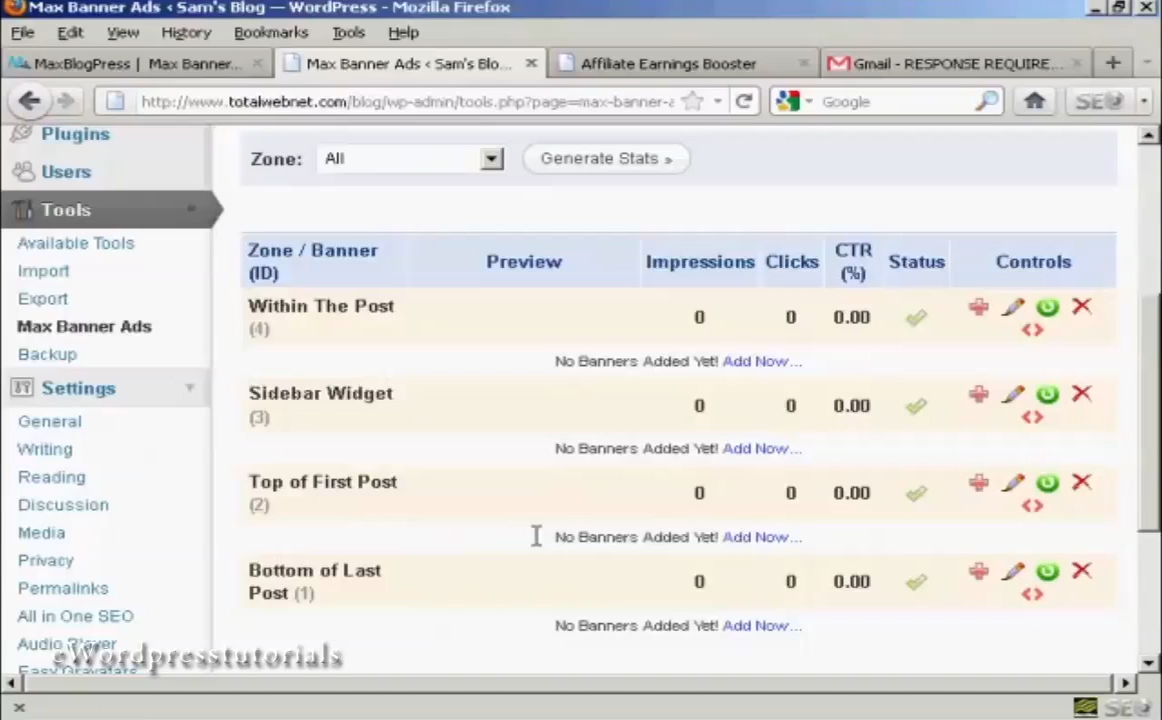 Max Banner Ads ‹ Sam's Blog — WordPress - Mozilla Firefox
File Edit View History Bookmarks Tools Help
MaxBlogPress | Max Banner... Max Banner Ads ‹ Sam's Blo... Affiliate Earnings Booster Gmail - RESPONSE REQUIRE...
http://www.totalwebnet.com/blog/wp-admin/tools.php?page=max-banner-a Google SEO
Plugins
Users
Tools
Available Tools
Import
Export
Max Banner Ads
Backup
Settings
General
Writing
Reading
Discussion
Media
Privacy
Permalinks
All in One SEO
Audio Player
Easy Gravatars
Zone: All Generate Stats »
Zone / Banner (ID) Preview Impressions Clicks CTR (%) Status Controls
Within The Post (4) 0 0 0.00
No Banners Added Yet! Add Now...
Sidebar Widget (3) 0 0 0.00
No Banners Added Yet! Add Now...
Top of First Post (2) 0 0 0.00
No Banners Added Yet! Add Now...
Bottom of Last Post (1) 0 0 0.00
No Banners Added Yet! Add Now...
eWordpresstutorials
SEO